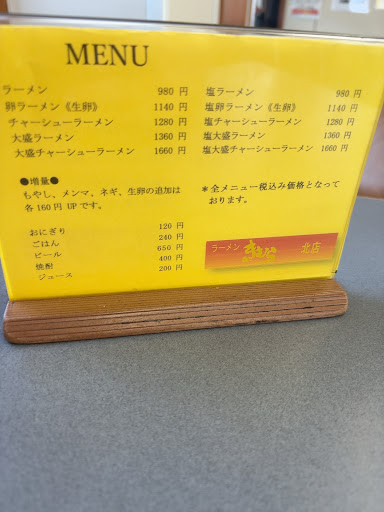 MENU
ラーメン 980 円
卵ラーメン《生卵》 1140 円
チャーシューラーメン 1280 円
大盛ラーメン 1360 円
大盛チャーシューラーメン 1660 円
塩ラーメン 980 円
塩卵ラーメン《生卵》 1140 円
塩チャーシューラーメン 1280 円
塩大盛ラーメン 1360 円
塩大盛チャーシューラーメン 1660 円
●増量●
もやし、メンマ、ネギ、生卵の追加は
各160円 UPです。
おにぎり 120 円
ごはん 240 円
ビール 650 円
焼酎 400 円
ジュース 200 円
＊全メニュー税込み価格となって
おります。
ラーメン 北店